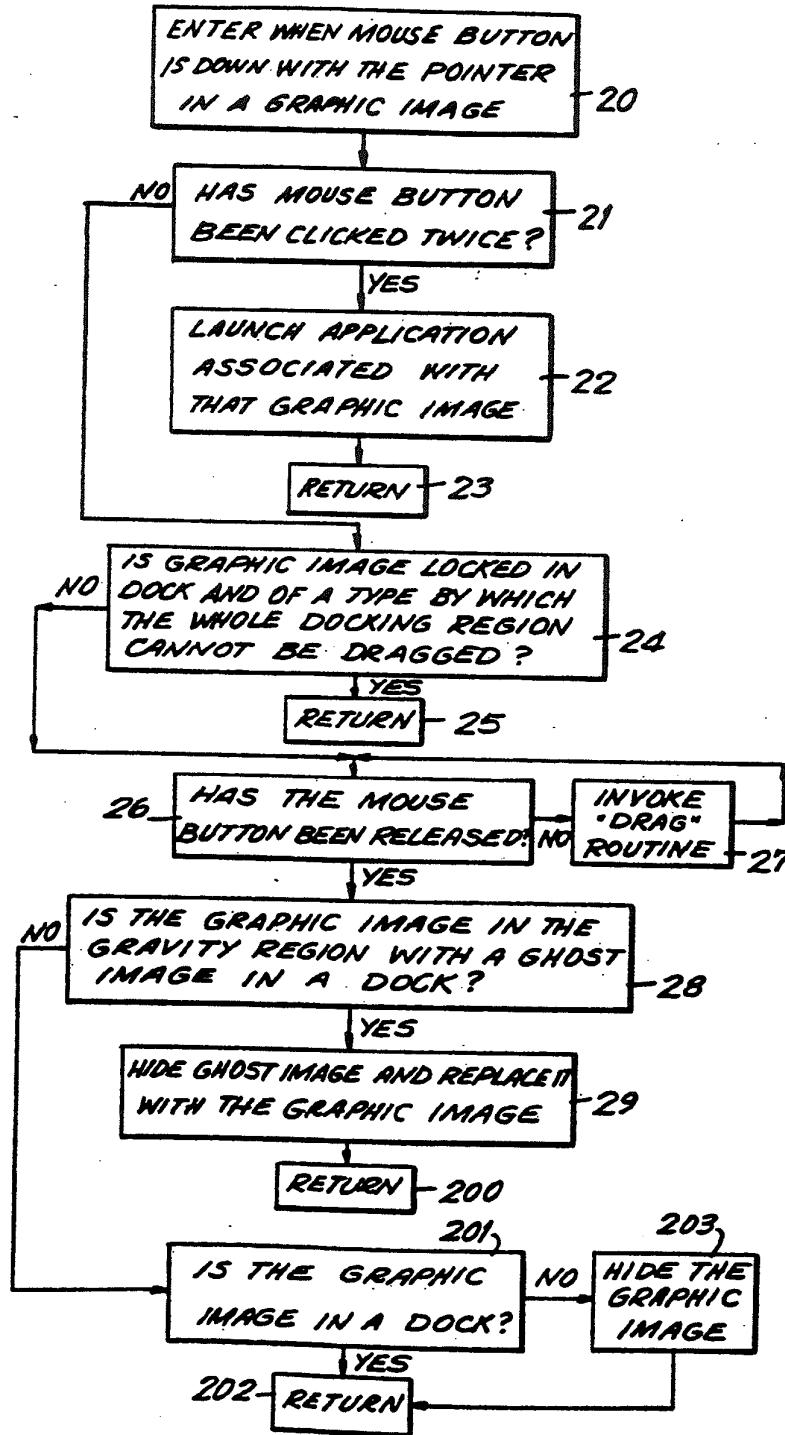 ENTER WHEN MOUSE BUTTON
IS DOWN WITH THE POINTER
IN A GRAPHIC IMAGE
20
NO
HAS MOUSE BUTTON
BEEN CLICKED TWICE?
21
YES
LAUNCH APPLICATION
ASSOCIATED WITH
THAT GRAPHIC IMAGE
22
RETURN
23
NO
IS GRAPHIC IMAGE LOCKED IN
DOCK AND OF A TYPE BY WHICH
THE WHOLE DOCKING REGION
CANNOT BE DRAGGED?
24
YES
RETURN
25
26
HAS THE MOUSE
BUTTON BEEN RELEASED?
NO
INVOKE
"DRAG"
ROUTINE
27
YES
NO
IS THE GRAPHIC IMAGE IN THE
GRAVITY REGION WITH A GHOST
IMAGE IN A DOCK?
28
YES
HIDE GHOST IMAGE AND REPLACE IT
WITH THE GRAPHIC IMAGE
29
RETURN
200
201
IS THE GRAPHIC
IMAGE IN A DOCK?
NO
203
HIDE THE
GRAPHIC
IMAGE
YES
202
RETURN